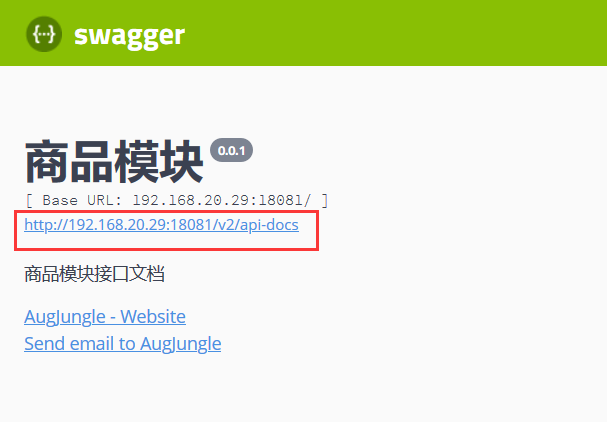 {···} swagger
商品模块 0.0.1
[ Base URL: 192.168.20.29:18081/ ]
http://192.168.20.29:18081/v2/api-docs
商品模块接口文档
AugJungle - Website
Send email to AugJungle